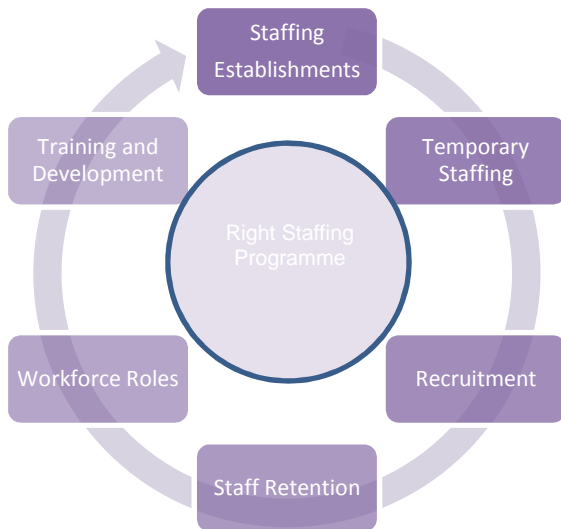 Staffing
Establishments
Temporary
Staffing
Recruitment
Staff Retention
Workforce Roles
Training and
Development
Right Staffing
Programme